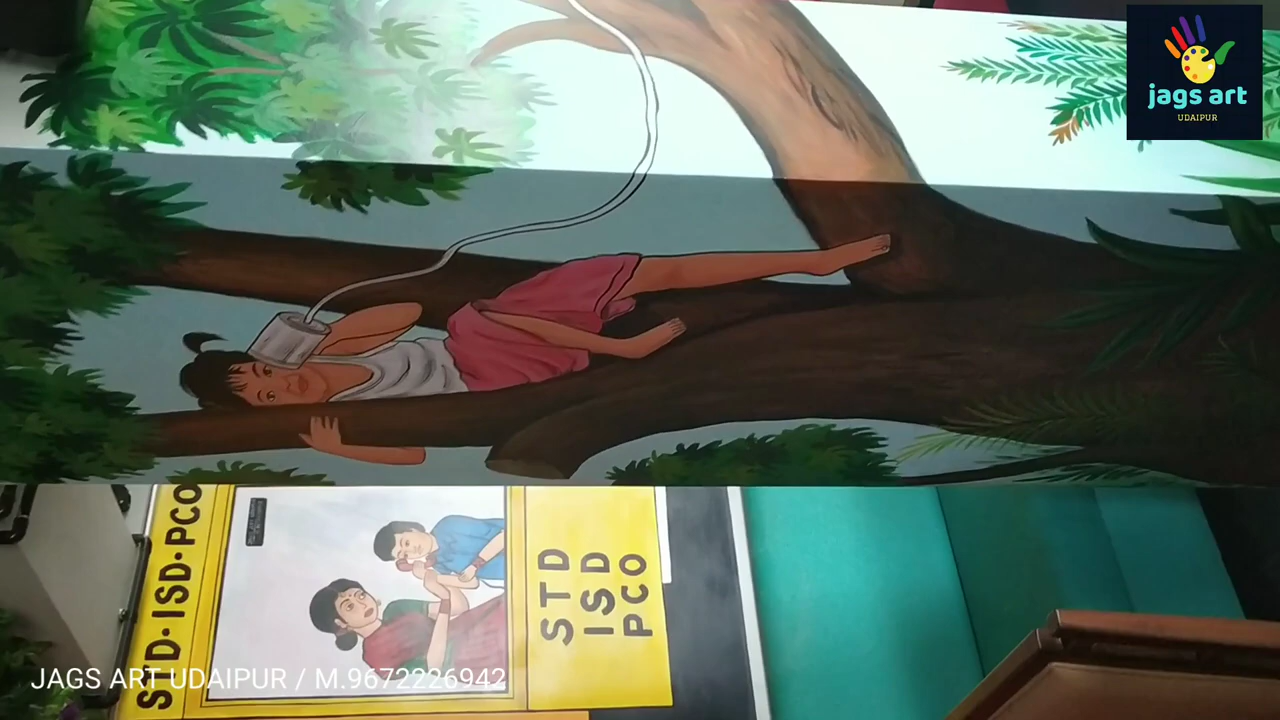 jags art
UDAIPUR
STD·ISD·PCO
STD
ISD
PCO
JAGS ART UDAIPUR / M.9672226942